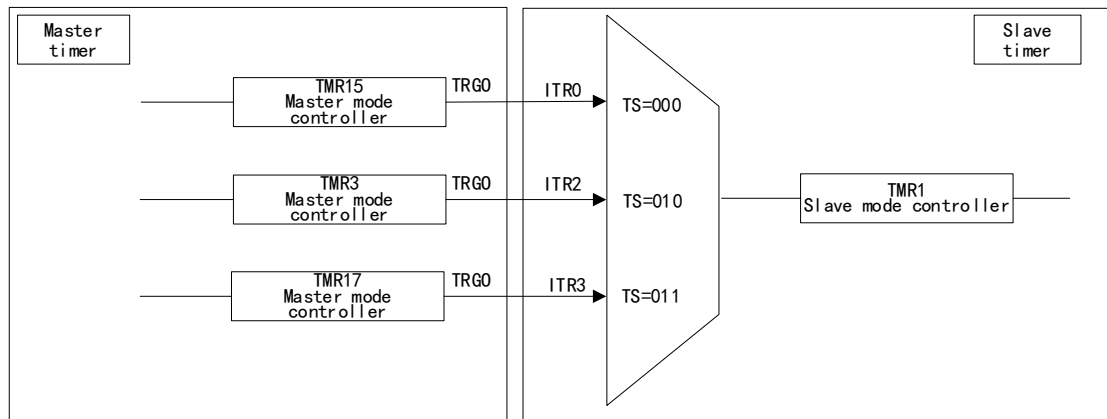 Master
timer
Slave
timer
TMR15
Master mode
controller
TRGO
ITR0
TS=000
TMR3
Master mode
controller
TRGO
ITR2
TS=010
TMR1
Slave mode controller
TMR17
Master mode
controller
TRGO
ITR3
TS=011